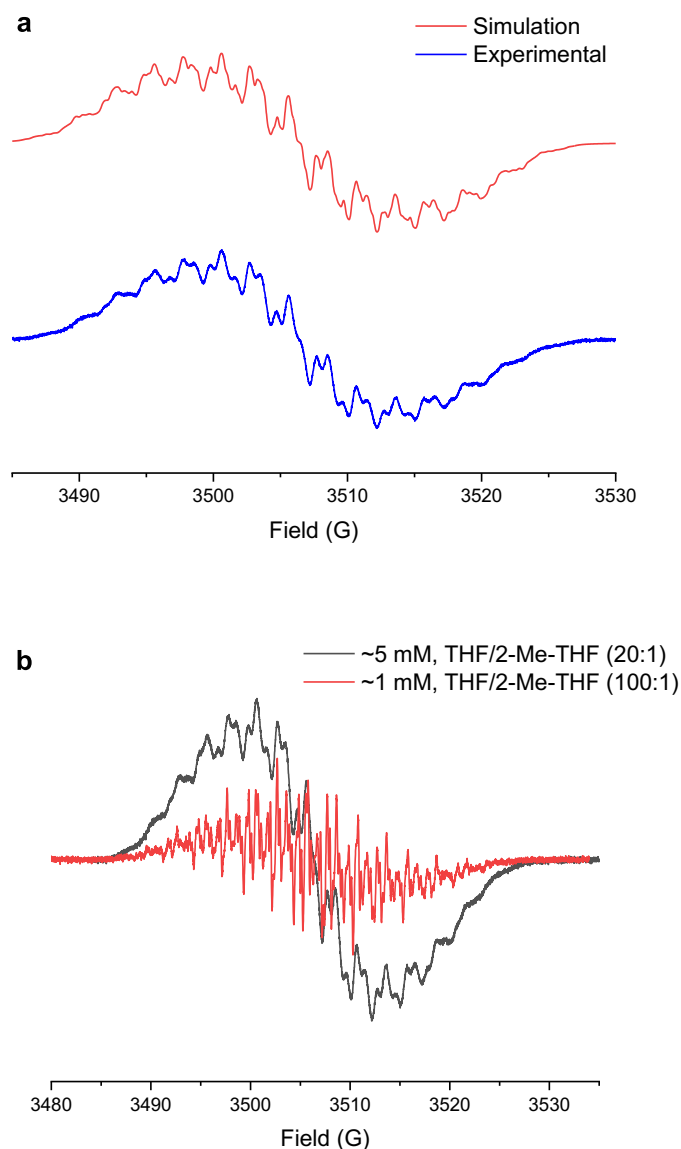 a
Simulation
Experimental
3490 3500 3510 3520 3530
Field (G)
b
~5 mM, THF/2-Me-THF (20:1)
~1 mM, THF/2-Me-THF (100:1)
3480 3490 3500 3510 3520 3530
Field (G)